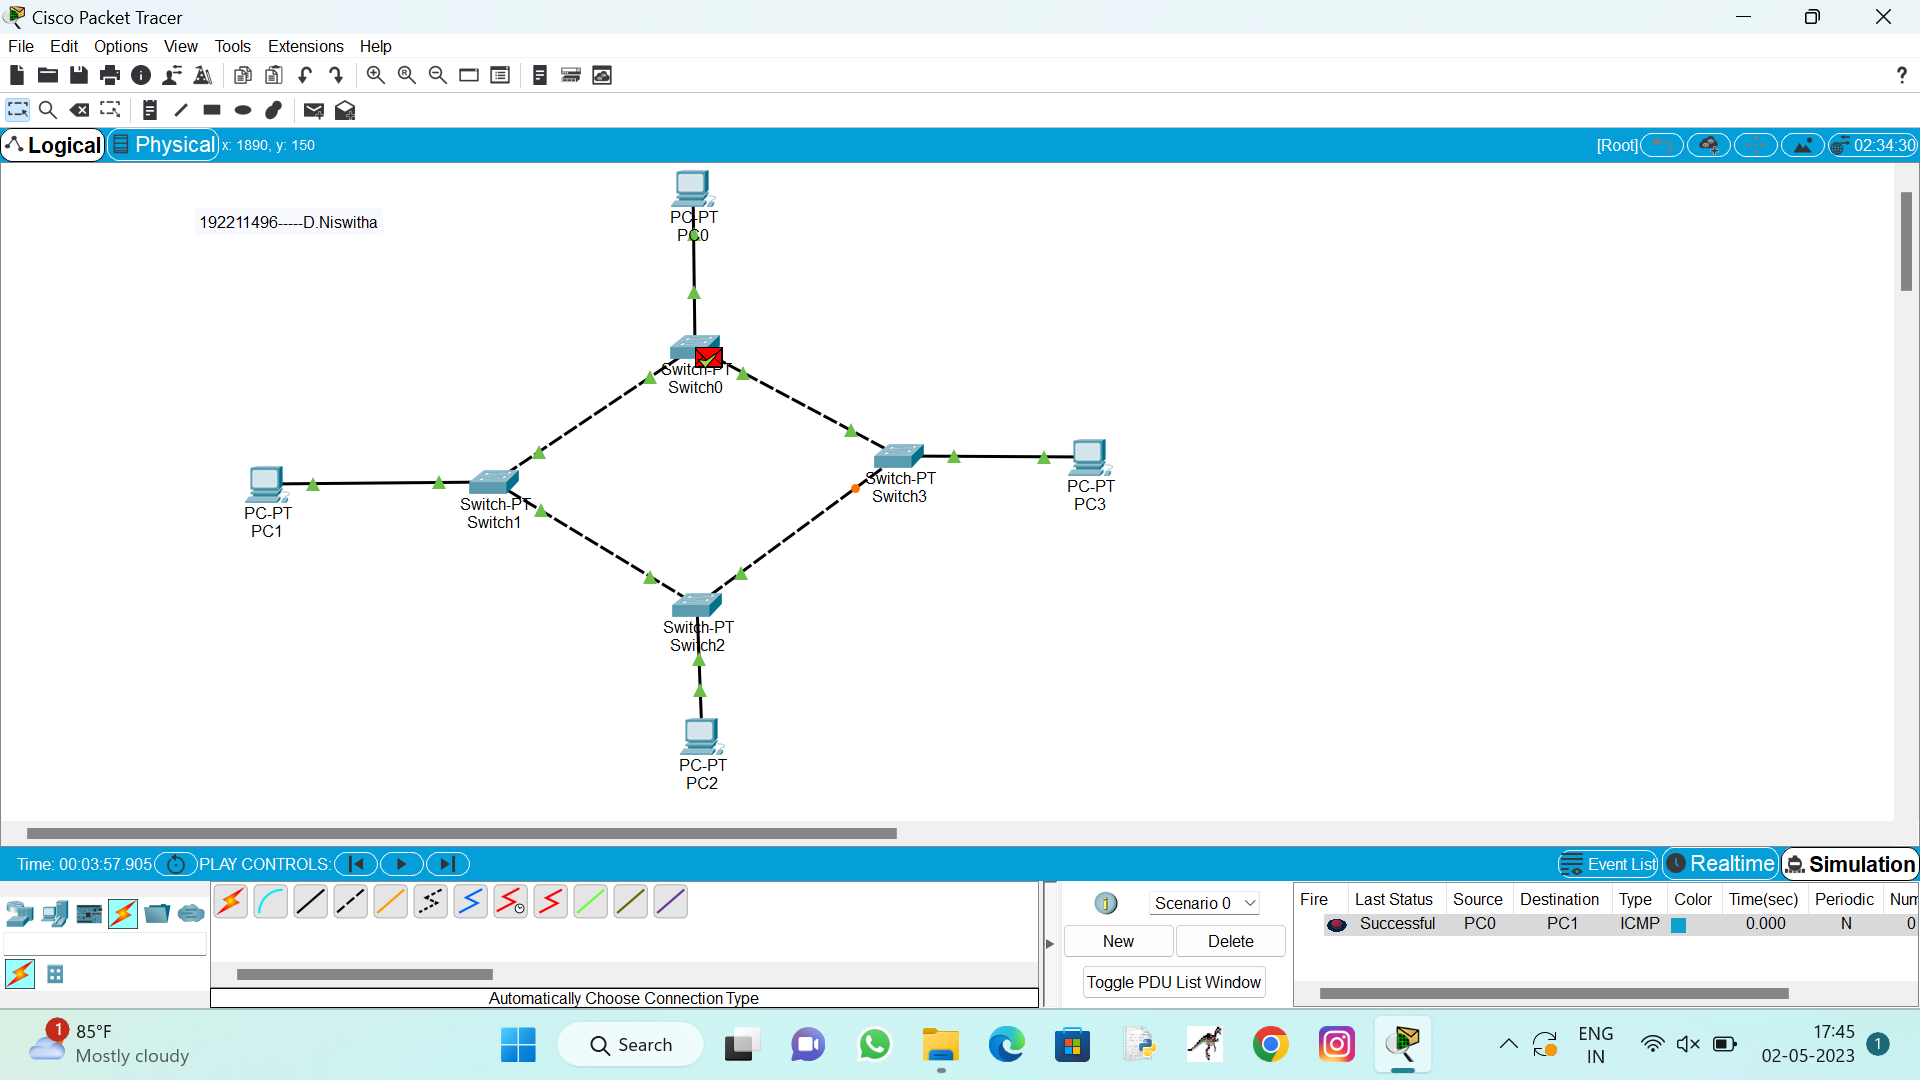 Cisco Packet Tracer
File Edit Options View Tools Extensions Help
?
Logical Physical x: 1890, y: 150 [Root] 02:34:30
192211496-----D.Niswitha
PC-PT
PC0
Switch-PT
Switch0
Switch-PT
Switch3
PC-PT
PC3
PC-PT
PC1
Switch-PT
Switch1
Switch-PT
Switch2
PC-PT
PC2
Time: 00:03:57.905 PLAY CONTROLS: Event List Realtime Simulation
Scenario 0
New Delete
Toggle PDU List Window
Fire Last Status Source Destination Type Color Time(sec) Periodic Num
Successful PC0 PC1 ICMP 0.000 N 0
Automatically Choose Connection Type
1 85°F
Mostly cloudy
Search
ENG
IN
17:45
02-05-2023
1